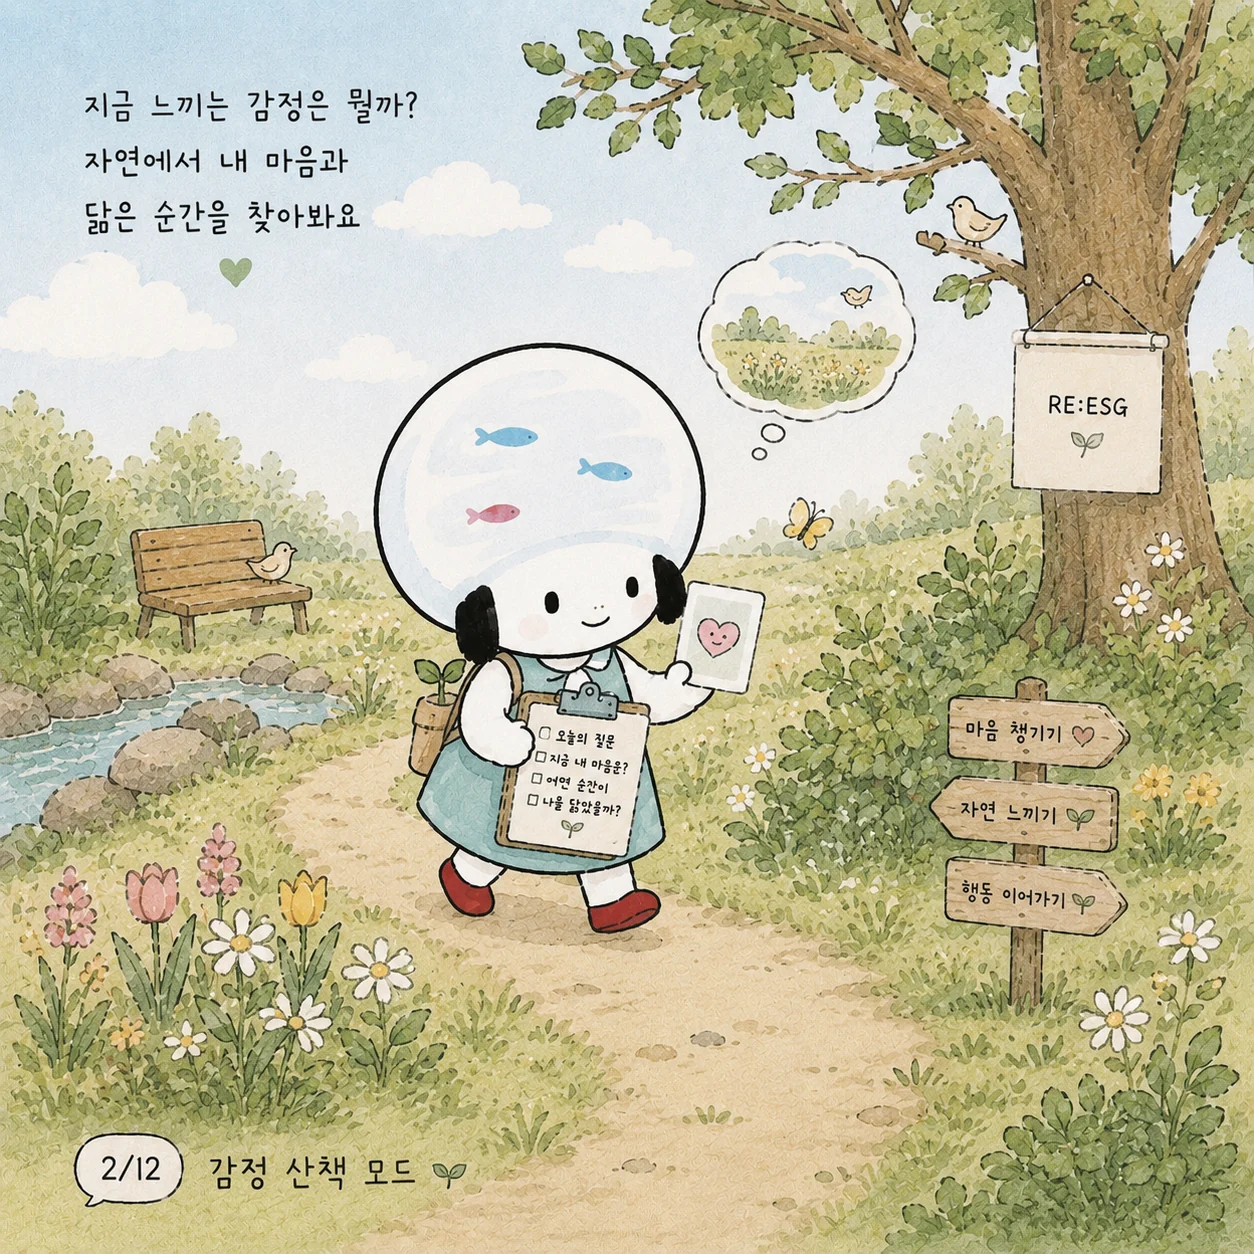 지금 느끼는 감정은 뭘까?
자연에서 내 마음과
닮은 순간을 찾아봐요
RE:ESG
오늘의 질문
지금 내 마음은?
어떤 순간이
나를 닮았을까?
마음 챙기기
자연 느끼기
행동 이어가기
2/12 감정 산책 모드